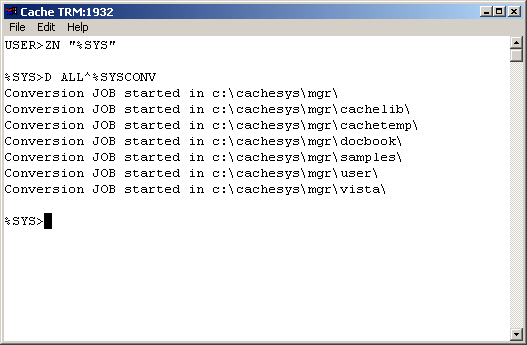 Cache TRM:1932
File Edit Help
USER>ZN "%SYS"
%SYS>D ALL^%SYSCONV
Conversion JOB started in c:\cachesys\mgr\
Conversion JOB started in c:\cachesys\mgr\cachelib\
Conversion JOB started in c:\cachesys\mgr\cachetemp\
Conversion JOB started in c:\cachesys\mgr\docbook\
Conversion JOB started in c:\cachesys\mgr\samples\
Conversion JOB started in c:\cachesys\mgr\user\
Conversion JOB started in c:\cachesys\mgr\vista\
%SYS>